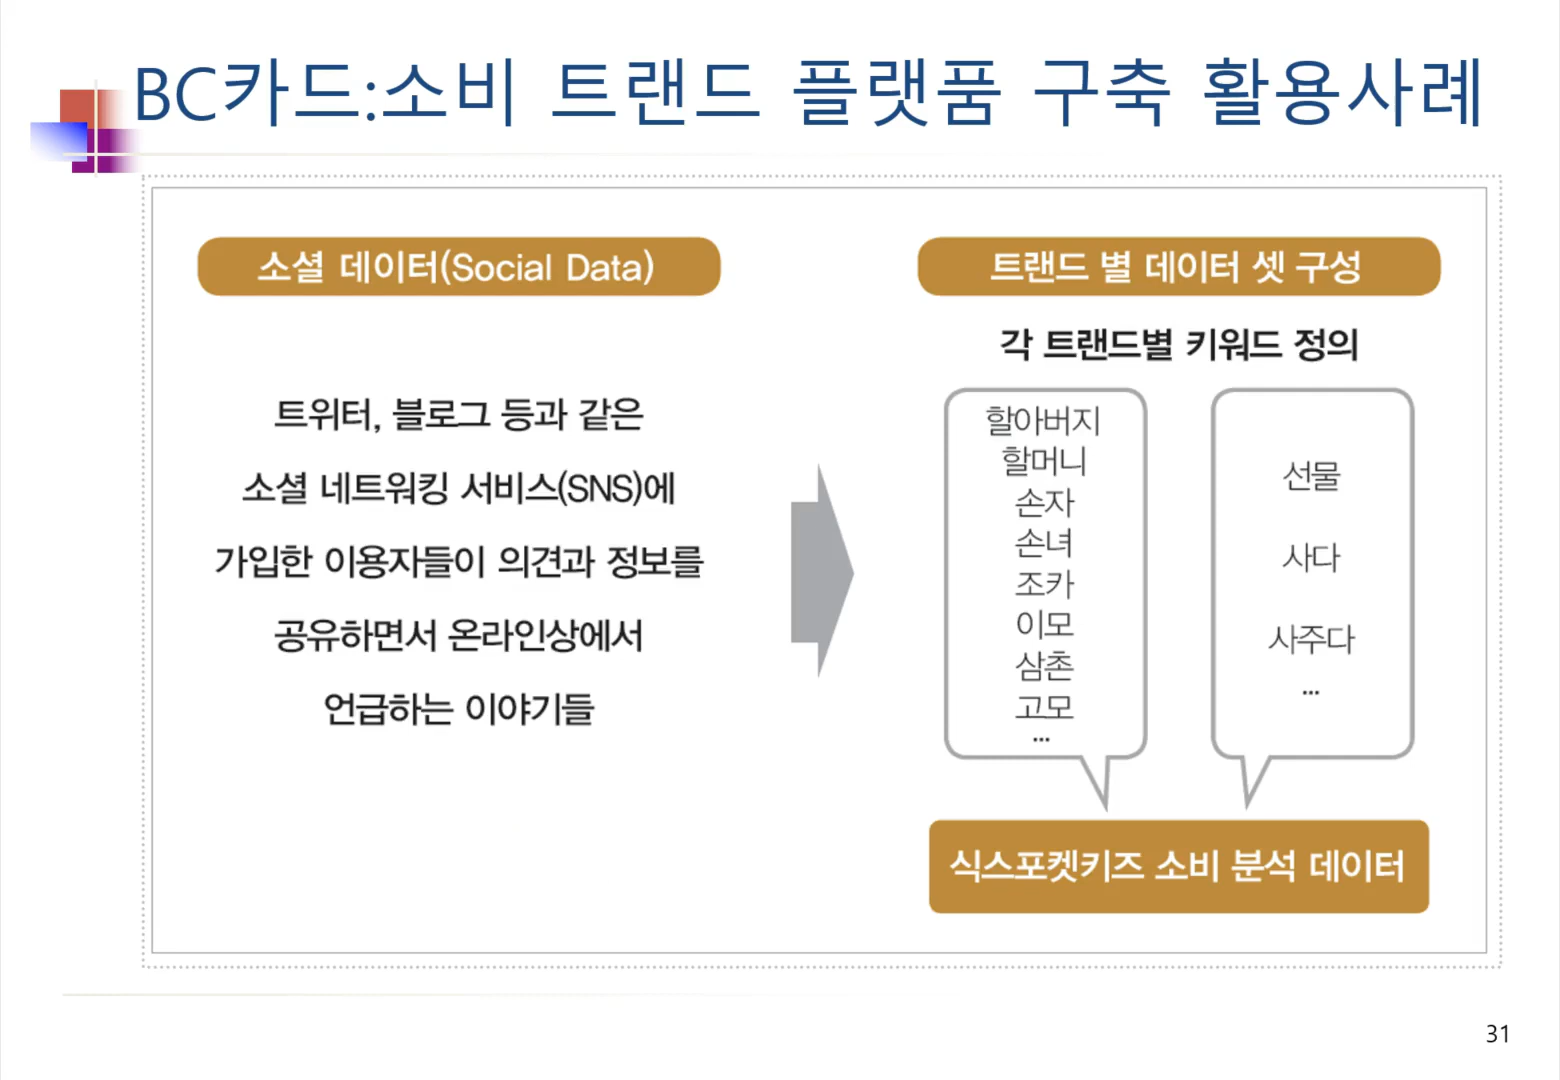 BC카드:소비 트랜드 플랫폼 구축 활용사례
소셜 데이터(Social Data)
트위터, 블로그 등과 같은
소셜 네트워킹 서비스(SNS)에
가입한 이용자들이 의견과 정보를
공유하면서 온라인상에서
언급하는 이야기들
트랜드 별 데이터 셋 구성
각 트랜드별 키워드 정의
할아버지
할머니
손자
손녀
조카
이모
삼촌
고모
...
선물
사다
사주다
...
식스포켓키즈 소비 분석 데이터
31